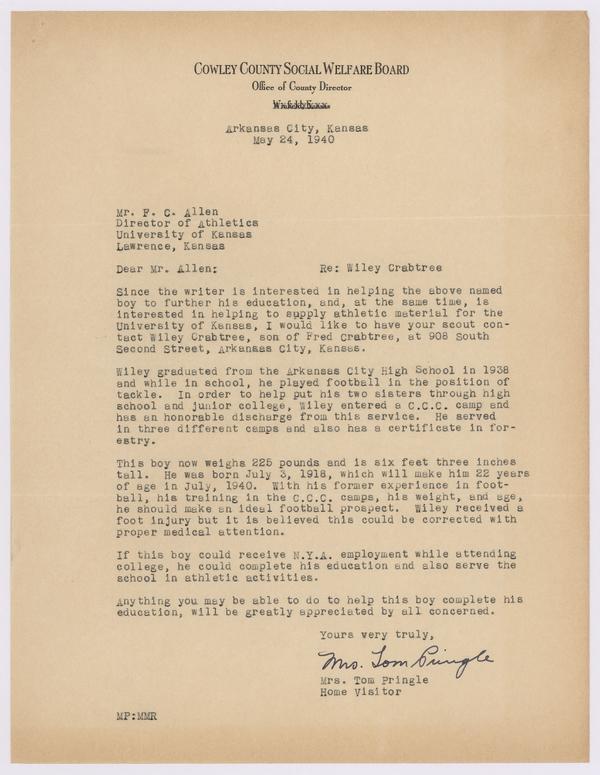 COWLEY COUNTY SOCIAL WELFARE BOARD
Office of County Director
Arkansas City, Kansas
May 24, 1940
Mr. F. C. Allen
Director of Athletics
University of Kansas
Lawrence, Kansas
Dear Mr. Allen: Re: Wiley Crabtree
Since the writer is interested in helping the above named
boy to further his education, and, at the same time, is
interested in helping to supply athletic material for the
University of Kansas, I would like to have your scout con-
tact Wiley Crabtree, son of Fred Crabtree, at 908 South
Second Street, Arkansas City, Kansas.
Wiley graduated from the Arkansas City High School in 1938
and while in school, he played football in the position of
tackle. In order to help put his two sisters through high
school and junior college, Wiley entered a C.C.C. camp and
has an honorable discharge from this service. He served
in three different camps and also has a certificate in for-
estry.
This boy now weighs 225 pounds and is six feet three inches
tall. He was born July 3, 1918, which will make him 22 years
of age in July, 1940. With his former experience in foot-
ball, his training in the C.C.C. camps, his weight, and age,
he should make an ideal football prospect. Wiley received a
foot injury but it is believed this could be corrected with
proper medical attention.
If this boy could receive N.Y.A. employment while attending
college, he could complete his education and also serve the
school in athletic activities.
Anything you may be able to do to help this boy complete his
education, will be greatly appreciated by all concerned.
Yours very truly,
Mrs. Tom Pringle
Mrs. Tom Pringle
Home Visitor
MP:MMR